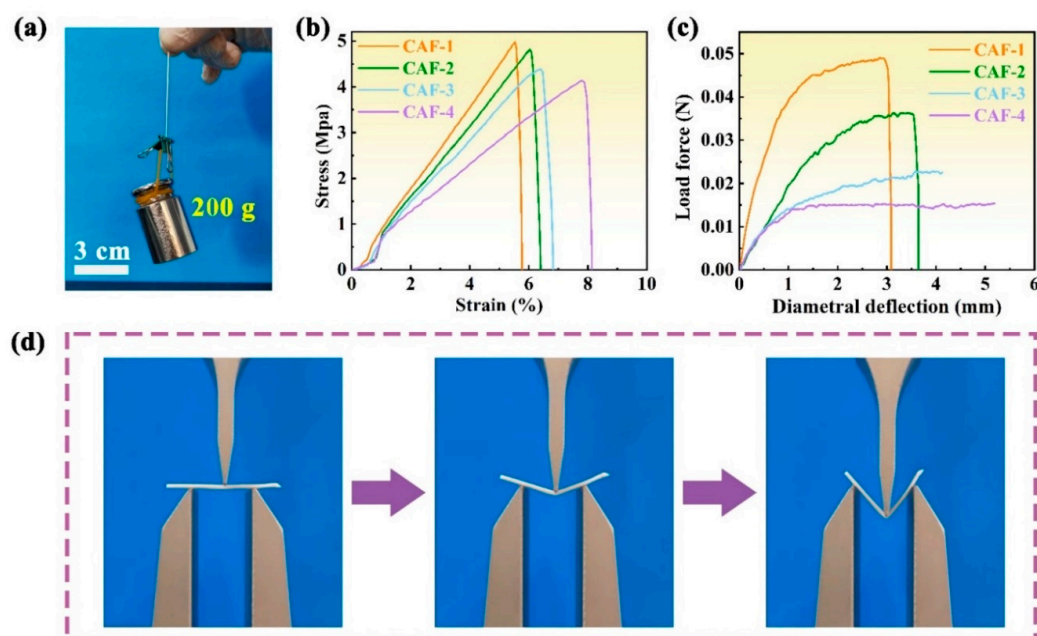 (a)
200 g
3 cm
(b)
CAF-1
CAF-2
CAF-3
CAF-4
Stress (Mpa)
5
4
3
2
1
0
0 2 4 6 8 10
Strain (%)
(c)
CAF-1
CAF-2
CAF-3
CAF-4
Load force (N)
0.05
0.04
0.03
0.02
0.01
0.00
0 1 2 3 4 5 6
Diametral deflection (mm)
(d)